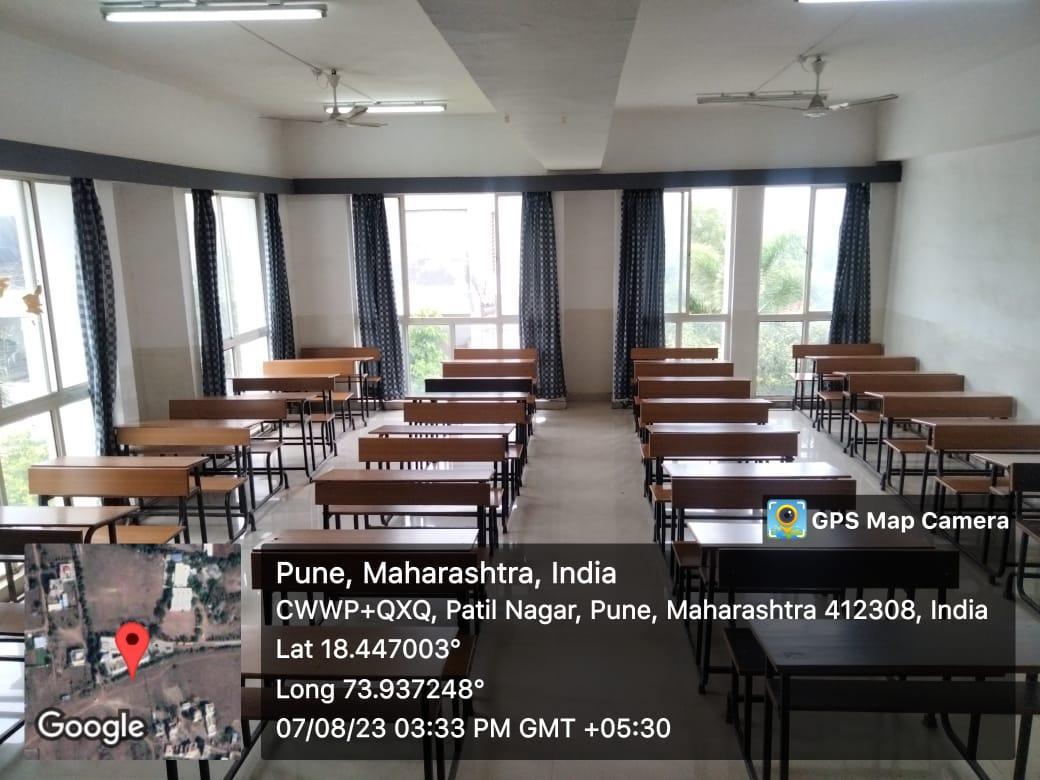 GPS Map Camera
Pune, Maharashtra, India
CWWP+QXQ, Patil Nagar, Pune, Maharashtra 412308, India
Lat 18.447003°
Long 73.937248°
07/08/23 03:33 PM GMT +05:30
Google